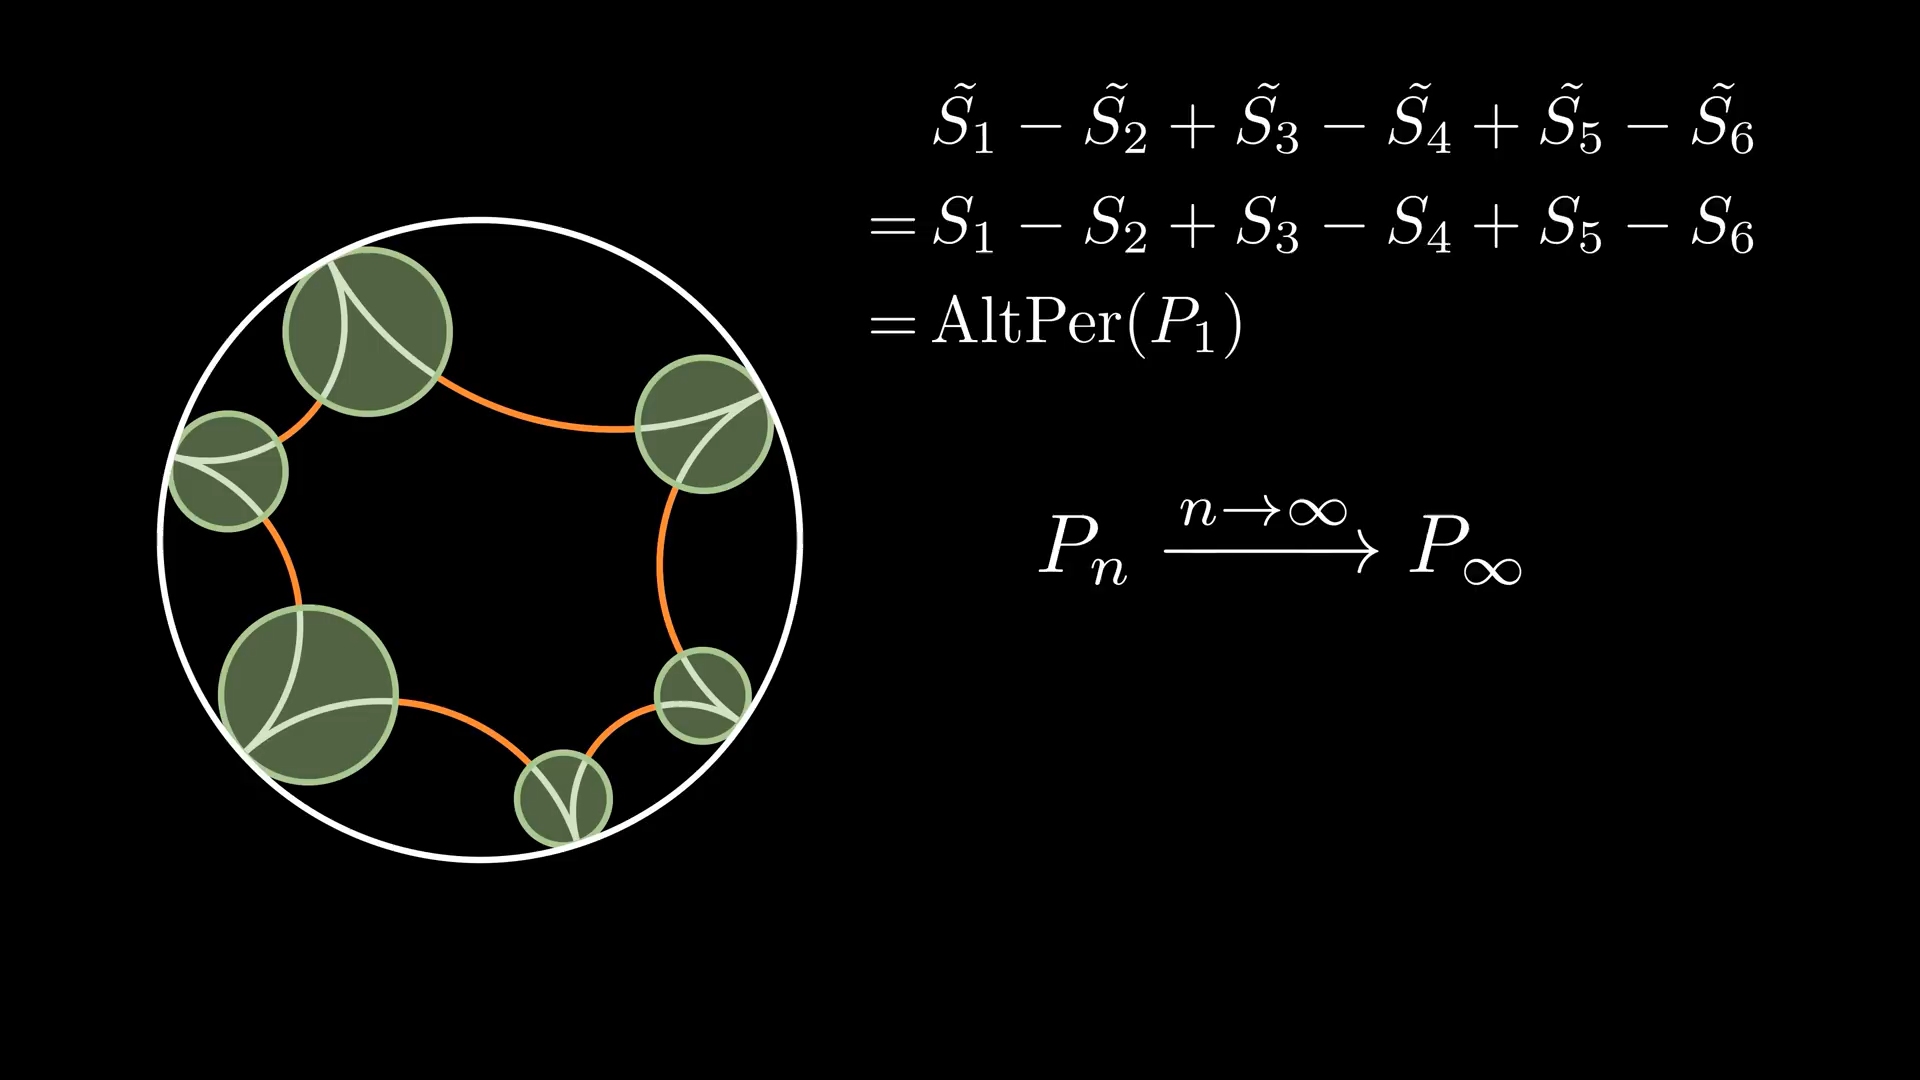 S̃₁ − S̃₂ + S̃₃ − S̃₄ + S̃₅ − S̃₆
= S₁ − S₂ + S₃ − S₄ + S₅ − S₆
= AltPer(P₁)
n→∞
Pₙ ⟶ P∞